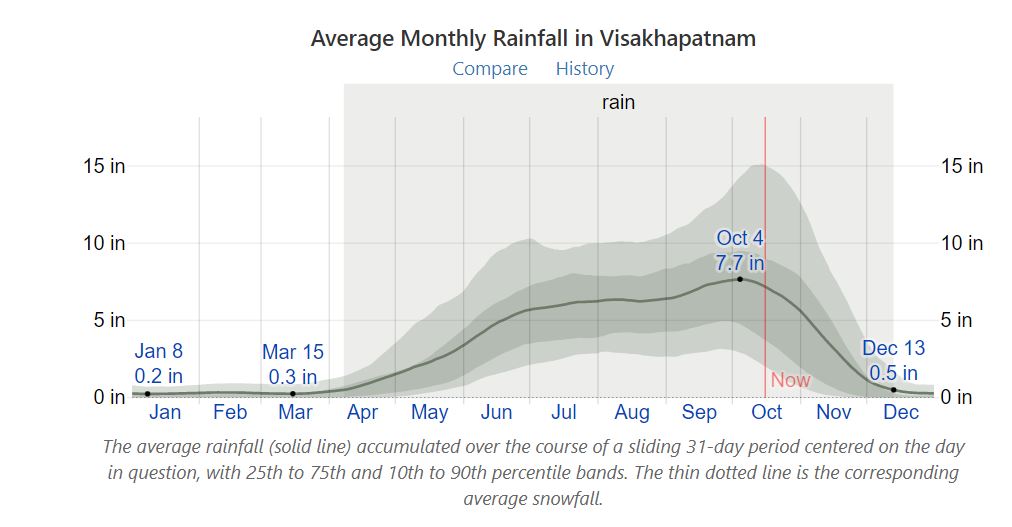 Average Monthly Rainfall in Visakhapatnam
Compare History
rain
15 in 15 in
10 in 10 in
Oct 4
7.7 in
5 in 5 in
Jan 8 Mar 15 Dec 13
0.2 in 0.3 in 0.5 in
Now
0 in 0 in
Jan Feb Mar Apr May Jun Jul Aug Sep Oct Nov Dec
The average rainfall (solid line) accumulated over the course of a sliding 31-day period centered on the day
in question, with 25th to 75th and 10th to 90th percentile bands. The thin dotted line is the corresponding
average snowfall.